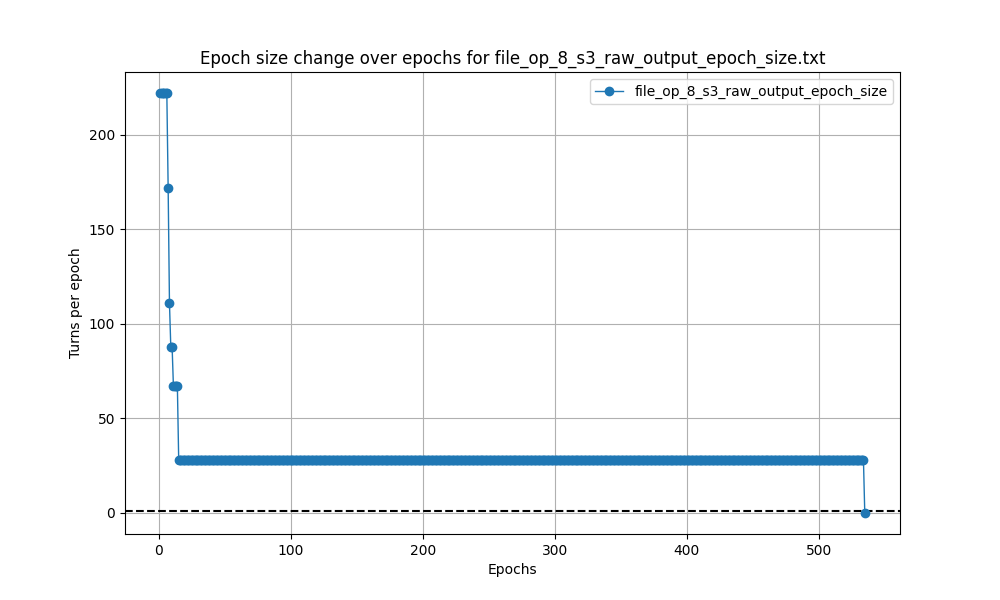 Epoch size change over epochs for file_op_8_s3_raw_output_epoch_size.txt
file_op_8_s3_raw_output_epoch_size
Turns per epoch
200
150
100
50
0
0 100 200 300 400 500
Epochs